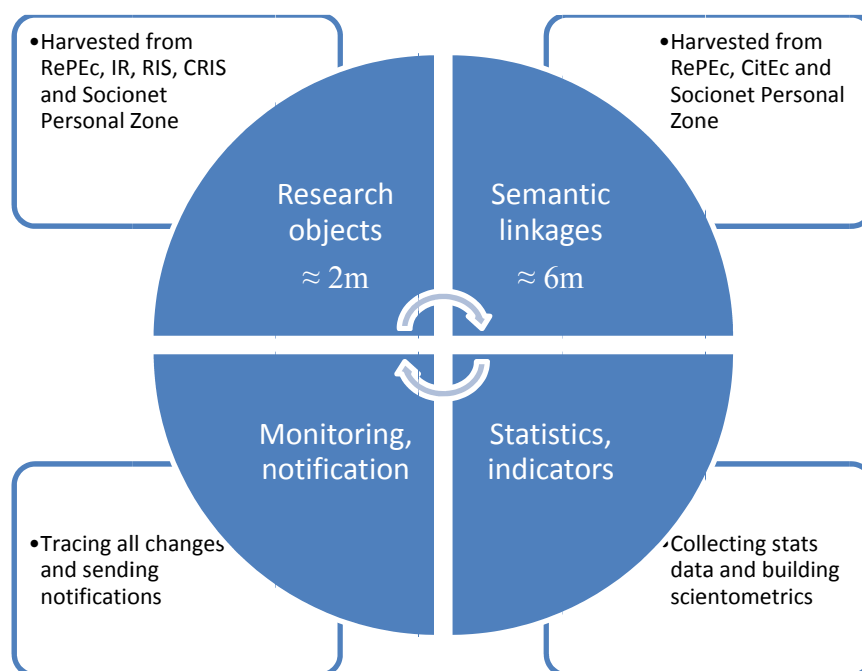 •Harvested from
RePEc, IR, RIS, CRIS
and Socionet
Personal Zone
•Harvested from
RePEc, CitEc and
Socionet Personal
Zone
Research
objects
≈ 2m
Semantic
linkages
≈ 6m
Monitoring,
notification
Statistics,
indicators
•Tracing all changes
and sending
notifications
•Collecting stats
data and building
scientometrics